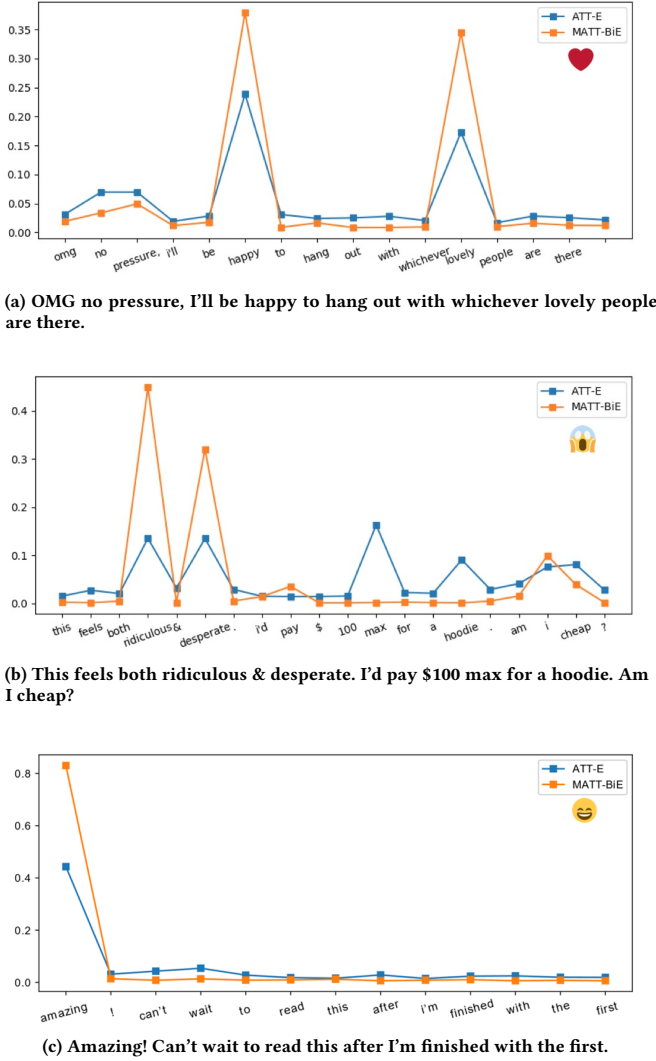 0.35
0.30
0.25
0.20
0.15
0.10
0.05
0.00
ATT-E
MATT-BiE
omg no pressure, i'll be happy to hang out with whichever lovely people are there .
(a) OMG no pressure, I'll be happy to hang out with whichever lovely people
are there.
0.4
0.3
0.2
0.1
0.0
ATT-E
MATT-BiE
this feels both ridiculous & desperate . i'd pay $ 100 max for a hoodie . am i cheap ?
(b) This feels both ridiculous & desperate. I'd pay $100 max for a hoodie. Am
I cheap?
0.8
0.6
0.4
0.2
0.0
ATT-E
MATT-BiE
amazing ! can't wait to read this after i'm finished with the first
(c) Amazing! Can't wait to read this after I'm finished with the first.